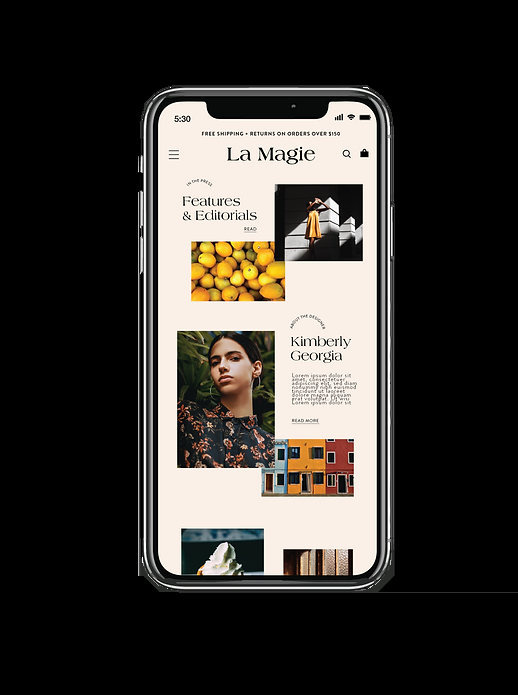 5:30
FREE SHIPPING + RETURNS ON ORDERS OVER $150
La Magie
IN THE PRESS
Features
& Editorials
READ
ABOUT THE DESIGNER
Kimberly
Georgia
Lorem ipsum dolor sit
amet, consectetuer
adipiscing elit, sed diam
nonummy nibh euismod
tincidunt ut laoreet
dolore magna aliquam
erat volutpat. Ut wisi
Lorem ipsum dolor sit
READ MORE